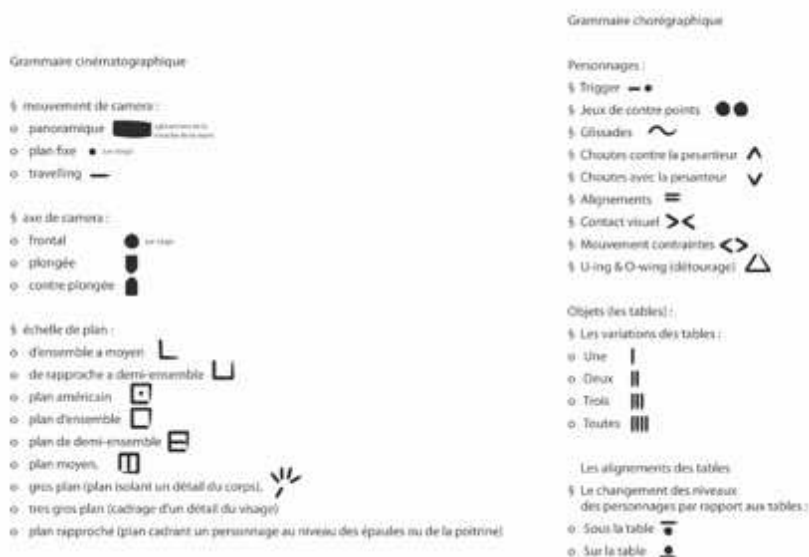 Grammaire cinématographique
§ mouvement de camera :
o panoramique
o plan fixe
o travelling
§ axe de camera :
o frontal
o plongée
o contre plongée
§ échelle de plan :
o d'ensemble a moyen
o de rapproche a demi-ensemble
o plan américain
o plan d'ensemble
o plan de demi-ensemble
o plan moyen,
o gros plan (plan isolant un détail du corps),
o tres gros plan (cadrage d'un détail du visage)
o plan rapproché (plan cadrant un personnage au niveau des épaules ou de la poitrine)
Grammaire chorégraphique
Personnages :
§ Trigger
§ Jeux de contre points
§ Glissades
§ Choutes contre la pesanteur
§ Choutes avec la pesanteur
§ Alignements
§ Contact visuel
§ Mouvement contraintes
§ U-ing & O-wing (détourage)
Objets (les tables) :
§ Les variations des tables :
o Une
o Deux
o Trois
o Toutes
Les alignements des tables
§ Le changement des niveaux
des personnages par rapport aux tables :
o Sous la table
o Sur la table